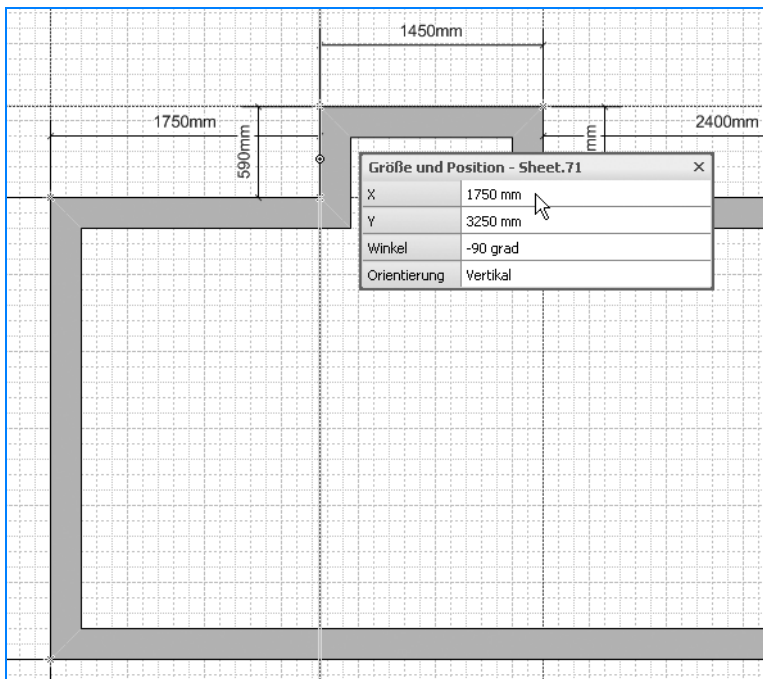 1450mm
1750mm
2400mm
590mm
mm
Größe und Position - Sheet.71
X 1750 mm
Y 3250 mm
Winkel -90 grad
Orientierung Vertikal